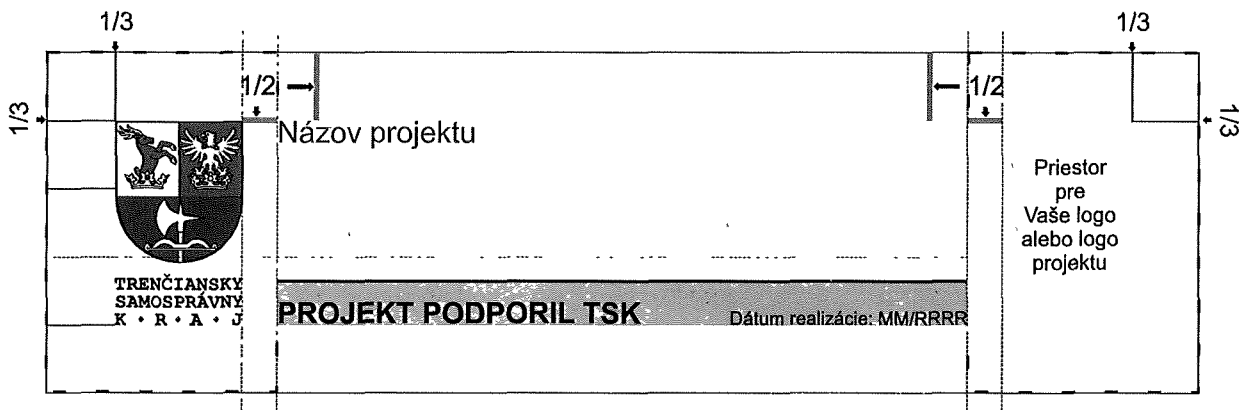 1/3
1/3
1/2
1/2
1/3
1/3
Názov projektu
Priestor
pre
Vaše logo
alebo logo
projektu
TRENČIANSKY
SAMOSPRÁVNY
K · R · A · J
PROJEKT PODPORIL TSK
Dátum realizácie: MM/RRRR